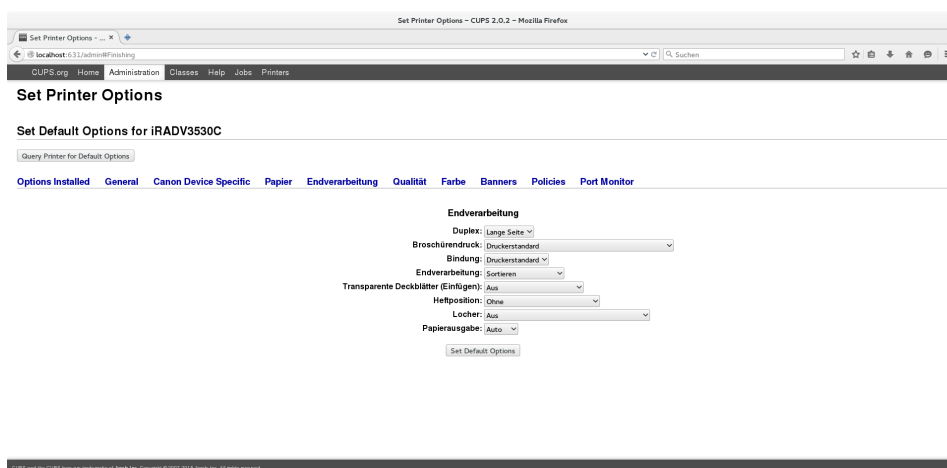 Set Printer Options – CUPS 2.0.2 – Mozilla Firefox
Set Printer Options - ... ×
localhost:631/admin#Finishing
Suchen
CUPS.org Home Administration Classes Help Jobs Printers
Set Printer Options
Set Default Options for iRADV3530C
Query Printer for Default Options
Options Installed General Canon Device Specific Papier Endverarbeitung Qualität Farbe Banners Policies Port Monitor
Endverarbeitung
Duplex: Lange Seite
Broschürendruck: Druckerstandard
Bindung: Druckerstandard
Endverarbeitung: Sortieren
Transparente Deckblätter (Einfügen): Aus
Heftposition: Ohne
Locher: Aus
Papierausgabe: Auto
Set Default Options